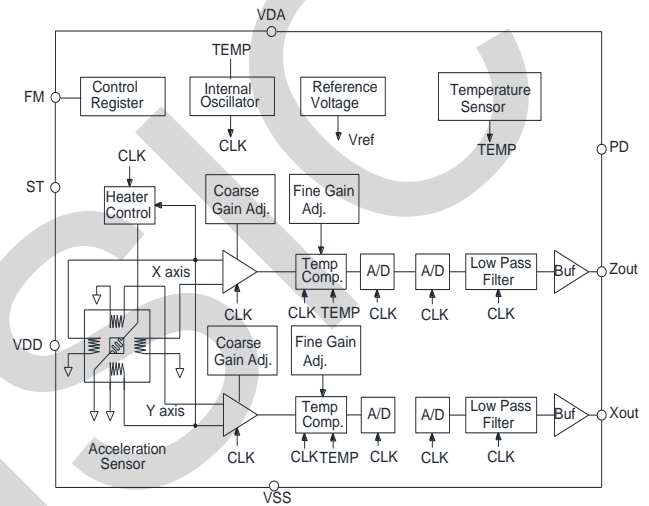 VDA
TEMP
FM
Control
Register
Internal
Oscillator
Reference
Voltage
Temperature
Sensor
CLK
Vref
TEMP
PD
CLK
ST
Heater
Control
Coarse
Gain Adj.
Fine Gain
Adj.
X axis
Temp
Comp.
A/D
A/D
Low Pass
Filter
Buf
Zout
CLK
CLK
TEMP
CLK
CLK
CLK
VDD
Coarse
Gain Adj.
Fine Gain
Adj.
Y axis
Temp
Comp.
A/D
A/D
Low Pass
Filter
Buf
Xout
Acceleration
Sensor
CLK
CLK
TEMP
CLK
CLK
CLK
VSS